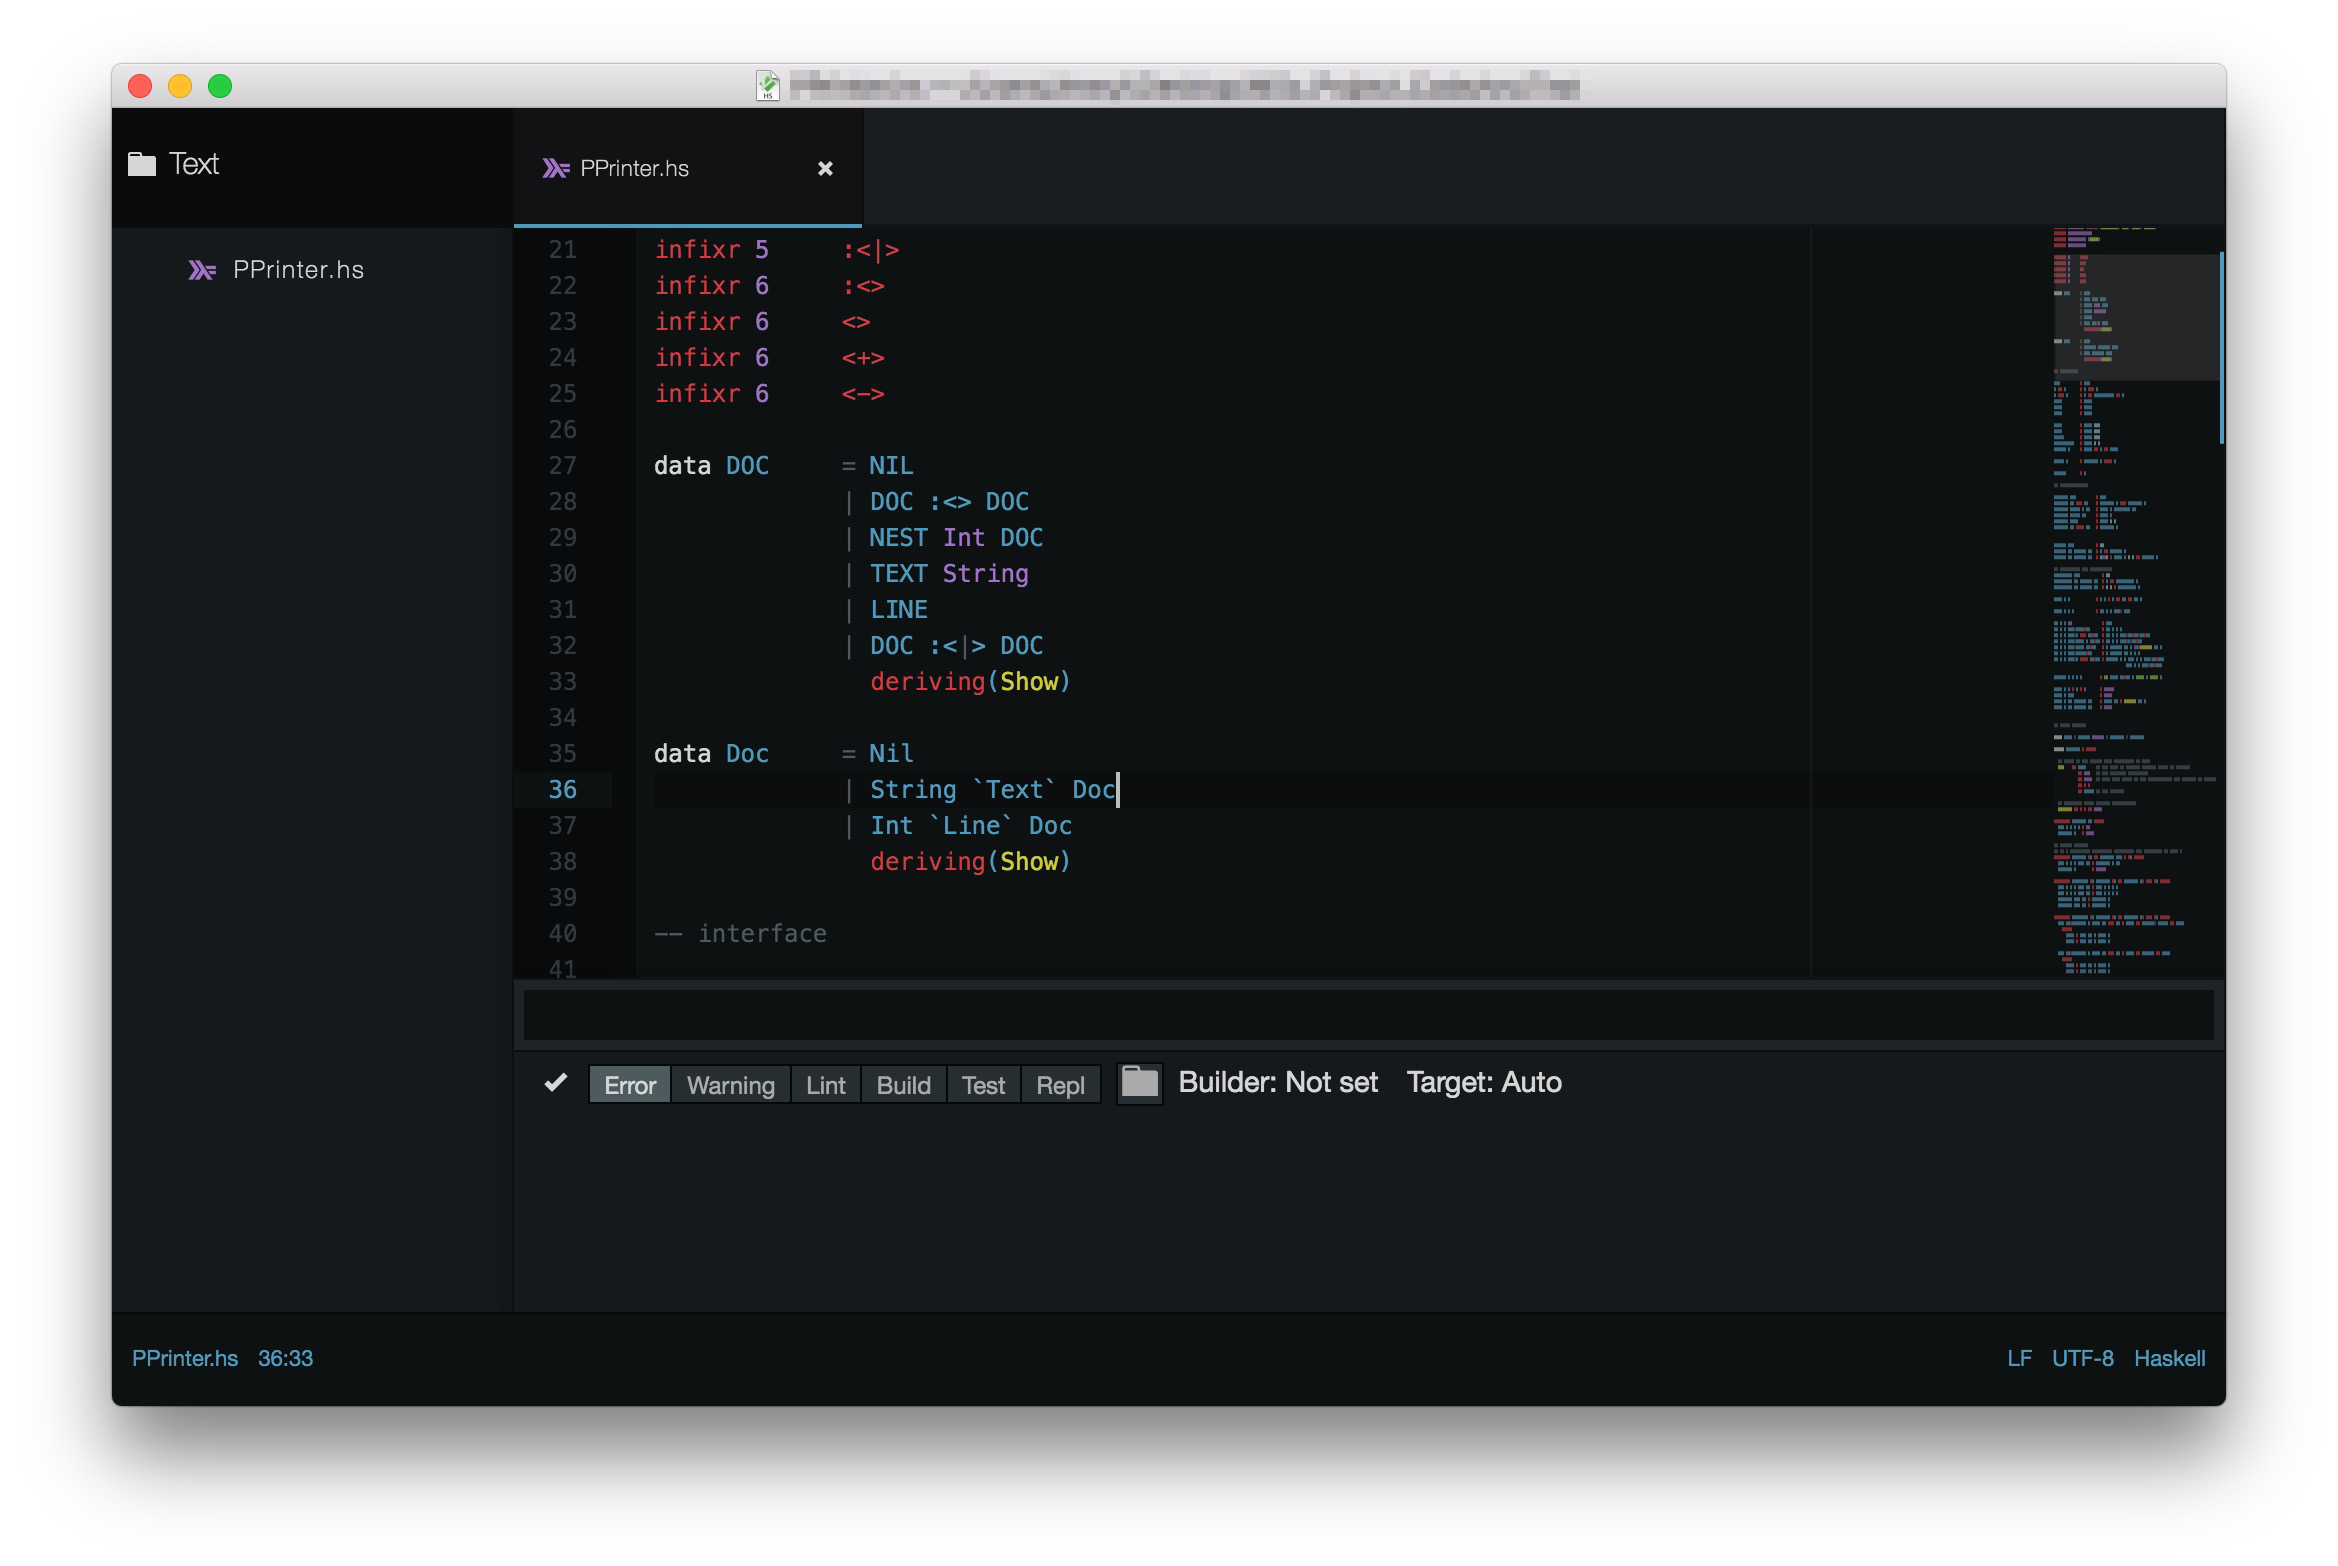 HS
Text
PPrinter.hs
PPrinter.hs
21 infixr 5 :<|>
22 infixr 6 :<>
23 infixr 6 <>
24 infixr 6 <+>
25 infixr 6 <->
26
27 data DOC = NIL
28 | DOC :<> DOC
29 | NEST Int DOC
30 | TEXT String
31 | LINE
32 | DOC :<|> DOC
33 deriving(Show)
34
35 data Doc = Nil
36 | String `Text` Doc
37 | Int `Line` Doc
38 deriving(Show)
39
40 -- interface
41
Error Warning Lint Build Test Repl Builder: Not set Target: Auto
PPrinter.hs 36:33 LF UTF-8 Haskell